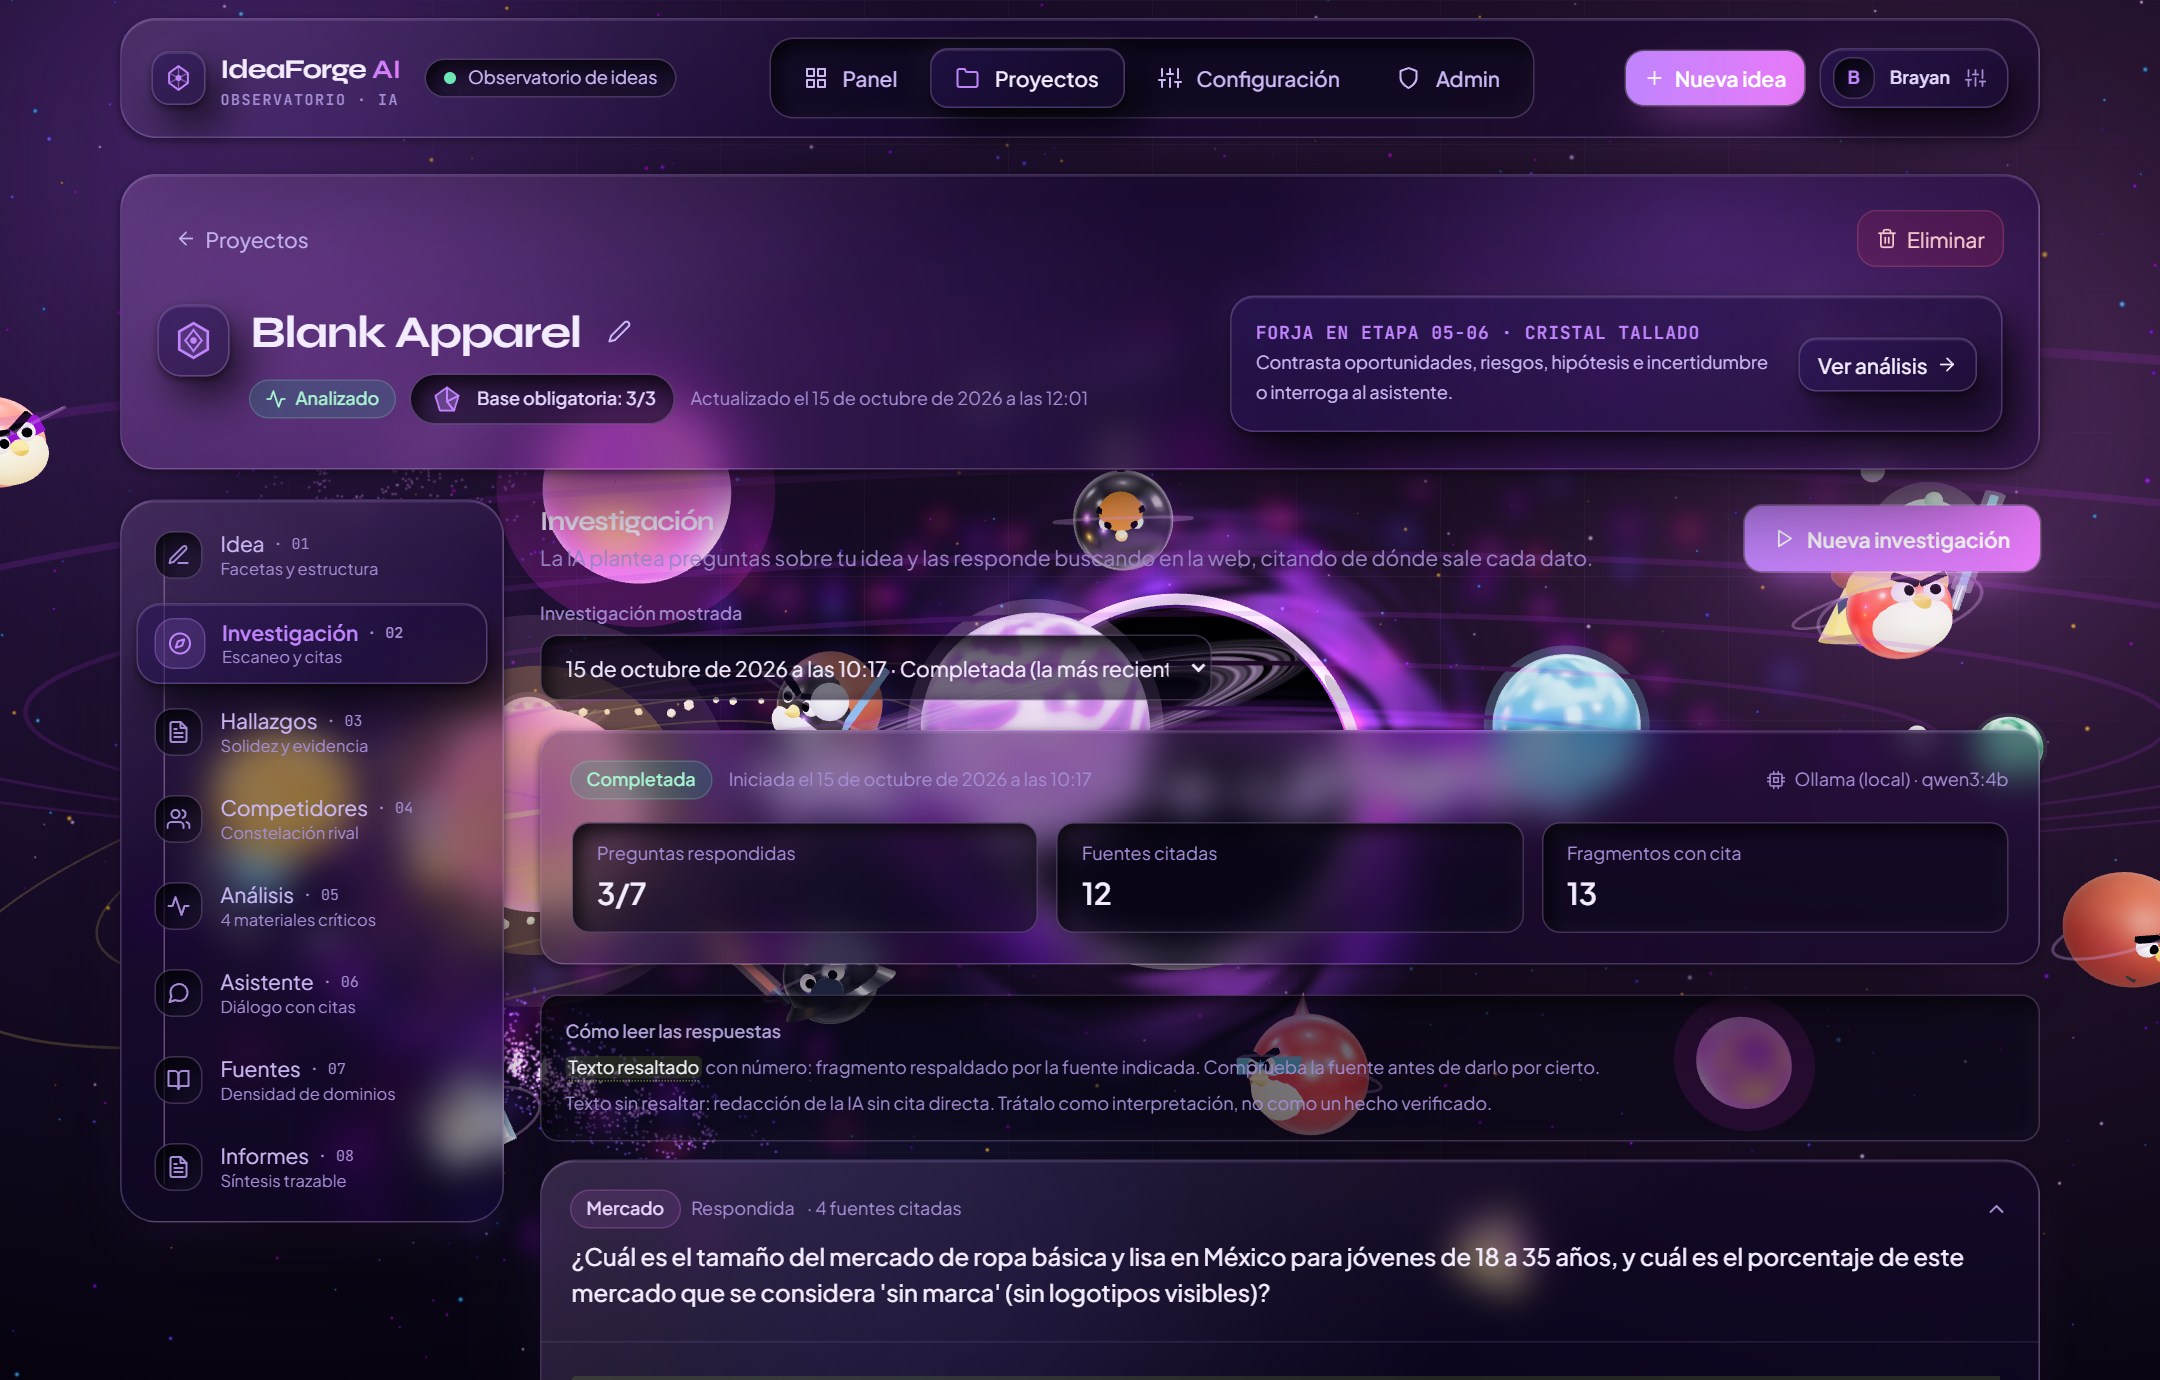 IdeaForge AI
OBSERVATORIO · IA
Observatorio de ideas
Panel
Proyectos
Configuración
Admin
+ Nueva idea
B
Brayan
← Proyectos
Eliminar
Blank Apparel
Analizado
Base obligatoria: 3/3
Actualizado el 15 de octubre de 2026 a las 12:01
FORJA EN ETAPA 05-06 · CRISTAL TALLADO
Contrasta oportunidades, riesgos, hipótesis e incertidumbre
o interroga al asistente.
Ver análisis →
Idea · 01
Facetas y estructura
Investigación · 02
Escaneo y citas
Hallazgos · 03
Solidez y evidencia
Competidores · 04
Constelación rival
Análisis · 05
4 materiales críticos
Asistente · 06
Diálogo con citas
Fuentes · 07
Densidad de dominios
Informes · 08
Síntesis trazable
Investigación
La IA plantea preguntas sobre tu idea y las responde buscando en la web, citando de dónde sale cada dato.
Nueva investigación
Investigación mostrada
15 de octubre de 2026 a las 10:17 · Completada (la más recient
Completada
Iniciada el 15 de octubre de 2026 a las 10:17
Ollama (local) · qwen3:4b
Preguntas respondidas
3/7
Fuentes citadas
12
Fragmentos con cita
13
Cómo leer las respuestas
Texto resaltado con número: fragmento respaldado por la fuente indicada. Comprueba la fuente antes de darlo por cierto.
Texto sin resaltar: redacción de la IA sin cita directa. Trátalo como interpretación, no como un hecho verificado.
Mercado
Respondida · 4 fuentes citadas
¿Cuál es el tamaño del mercado de ropa básica y lisa en México para jóvenes de 18 a 35 años, y cuál es el porcentaje de este
mercado que se considera 'sin marca' (sin logotipos visibles)?